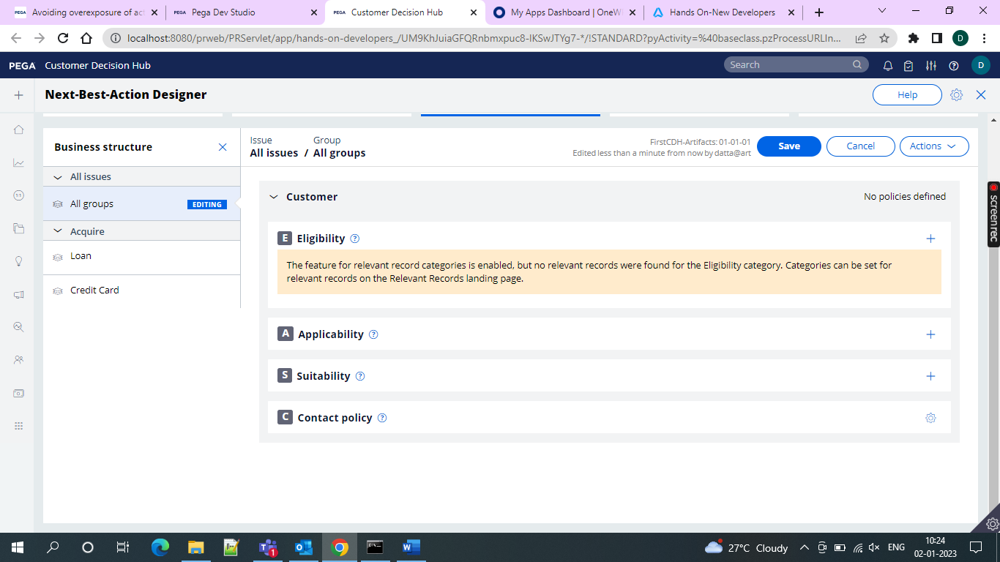 Avoiding overexposure of act
PEGA Pega Dev Studio
PEGA Customer Decision Hub
My Apps Dashboard | OneW
Hands On-New Developers
localhost:8080/prweb/PRServlet/app/hands-on-developers_/UM9KhJuiaGFQRnbmxpuc8-IKSwJTYg7-*/!STANDARD?pyActivity=%40baseclass.pzProcessURLIn...
D
PEGA Customer Decision Hub
Search
D
Next-Best-Action Designer
Help
Business structure
All issues
All groups
EDITING
Acquire
Loan
Credit Card
Issue
Group
All issues / All groups
FirstCDH-Artifacts: 01-01-01
Edited less than a minute from now by datta@art
Save
Cancel
Actions
Customer
No policies defined
E Eligibility ?
The feature for relevant record categories is enabled, but no relevant records were found for the Eligibility category. Categories can be set for
relevant records on the Relevant Records landing page.
A Applicability ?
S Suitability ?
C Contact policy ?
screenrec
1
27°C Cloudy
ENG
10:24
02-01-2023